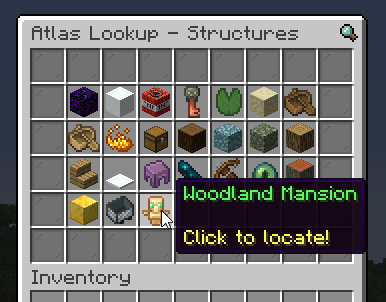 Atlas Lookup - Structures
Woodland Mansion
Click to locate!
Inventory